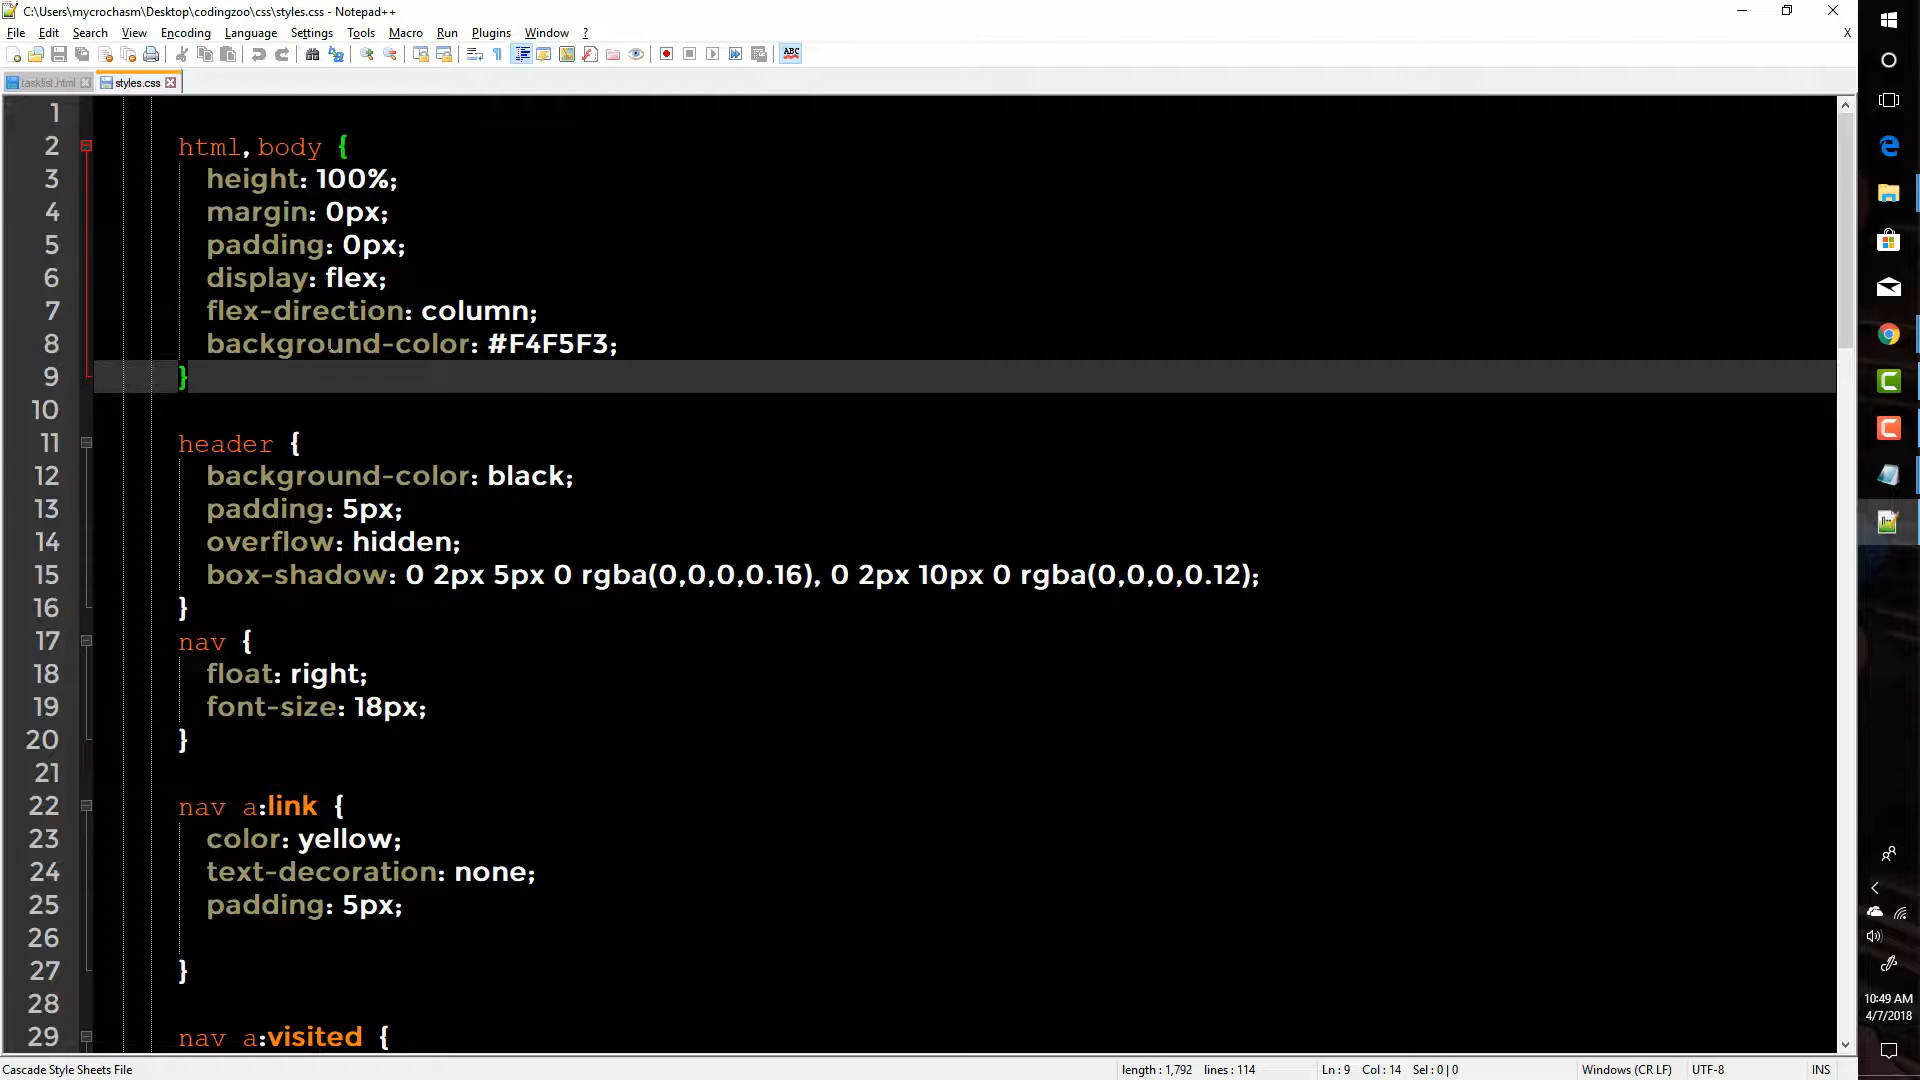 C:\Users\mycrochasm\Desktop\codingzoo\css\styles.css - Notepad++
File Edit Search View Encoding Language Settings Tools Macro Run Plugins Window ?
X
ABC
tasklist.html styles.css
1
2 html,body {
3 height: 100%;
4 margin: 0px;
5 padding: 0px;
6 display: flex;
7 flex-direction: column;
8 background-color: #F4F5F3;
9 }
10
11 header {
12 background-color: black;
13 padding: 5px;
14 overflow: hidden;
15 box-shadow: 0 2px 5px 0 rgba(0,0,0,0.16), 0 2px 10px 0 rgba(0,0,0,0.12);
16 }
17 nav {
18 float: right;
19 font-size: 18px;
20 }
21
22 nav a:link {
23 color: yellow;
24 text-decoration: none;
25 padding: 5px;
26
27 }
28
29 nav a:visited {
10:49 AM
4/7/2018
Cascade Style Sheets File length : 1,792 lines : 114 Ln : 9 Col : 14 Sel : 0 | 0 Windows (CR LF) UTF-8 INS